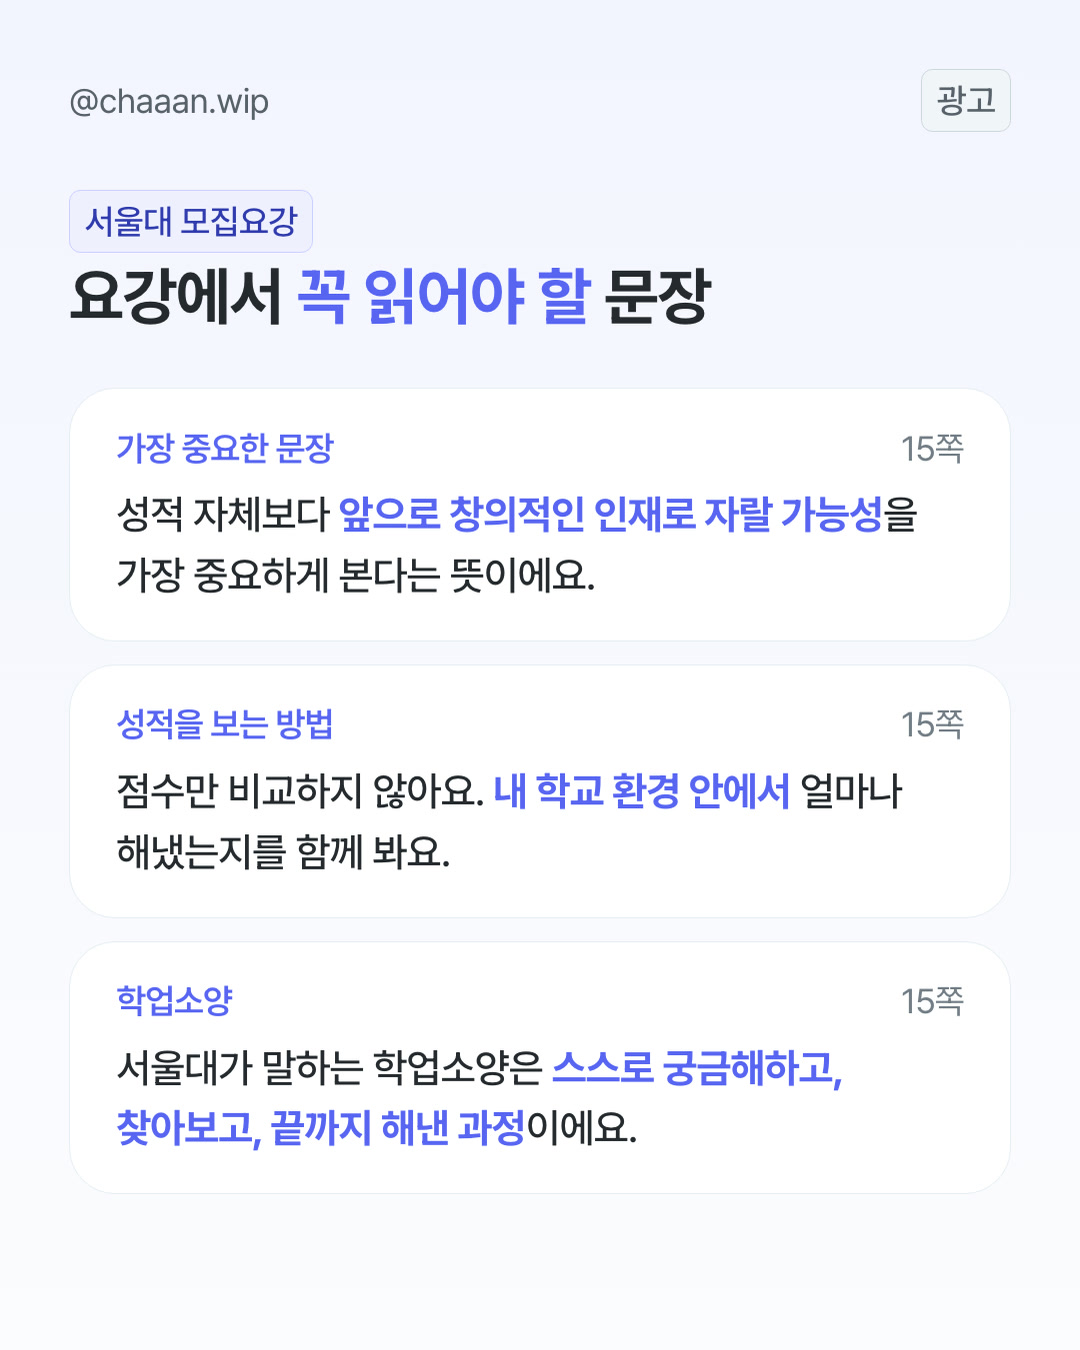 @chaaan.wip
광고
서울대 모집요강
요강에서 꼭 읽어야 할 문장
가장 중요한 문장
15쪽
성적 자체보다 앞으로 창의적인 인재로 자랄 가능성을
가장 중요하게 본다는 뜻이에요.
성적을 보는 방법
15쪽
점수만 비교하지 않아요. 내 학교 환경 안에서 얼마나
해냈는지를 함께 봐요.
학업소양
15쪽
서울대가 말하는 학업소양은 스스로 궁금해하고,
찾아보고, 끝까지 해낸 과정이에요.